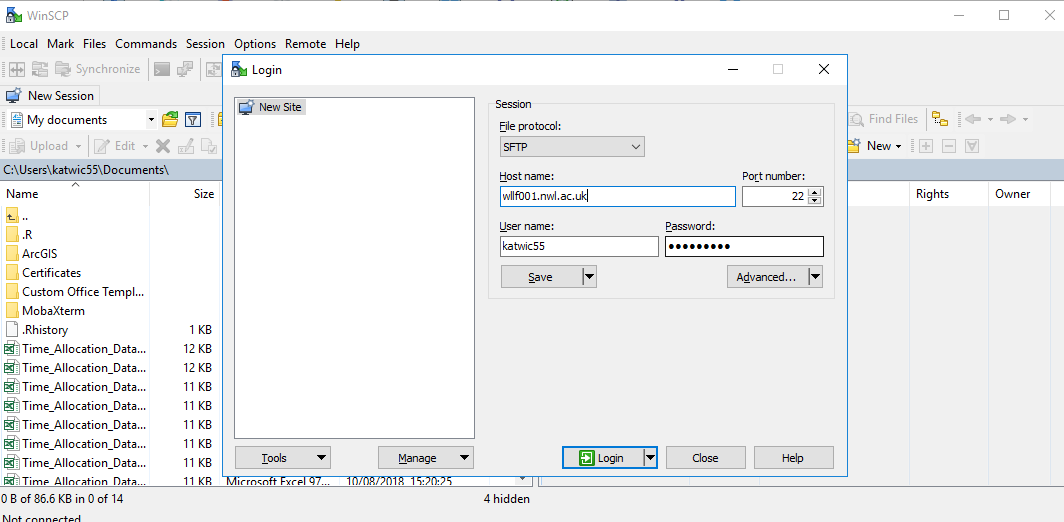 WinSCP
Local Mark Files Commands Session Options Remote Help
Synchronize
Login
New Session
New Site
Session
File protocol:
SFTP
My documents
Find Files
Upload Edit
New
C:\Users\katwic55\Documents\
Host name: Port number:
wllf001.nwl.ac.uk 22
Name Size
Rights Owner
..
.R
User name: Password:
katwic55 ●●●●●●●●●
ArcGIS
Certificates
Save Advanced...
Custom Office Templ...
MobaXterm
.Rhistory 1 KB
Time_Allocation_Data... 12 KB
Time_Allocation_Data... 12 KB
Time_Allocation_Data... 11 KB
Time_Allocation_Data... 11 KB
Time_Allocation_Data... 11 KB
Time_Allocation_Data... 11 KB
Time_Allocation_Data... 11 KB
Tools Manage Login Close Help
Time_Allocation_Data... 11 KB Microsoft Excel 97... 10/08/2018 15:20:25
0 B of 86.6 KB in 0 of 14
4 hidden
Not connected.